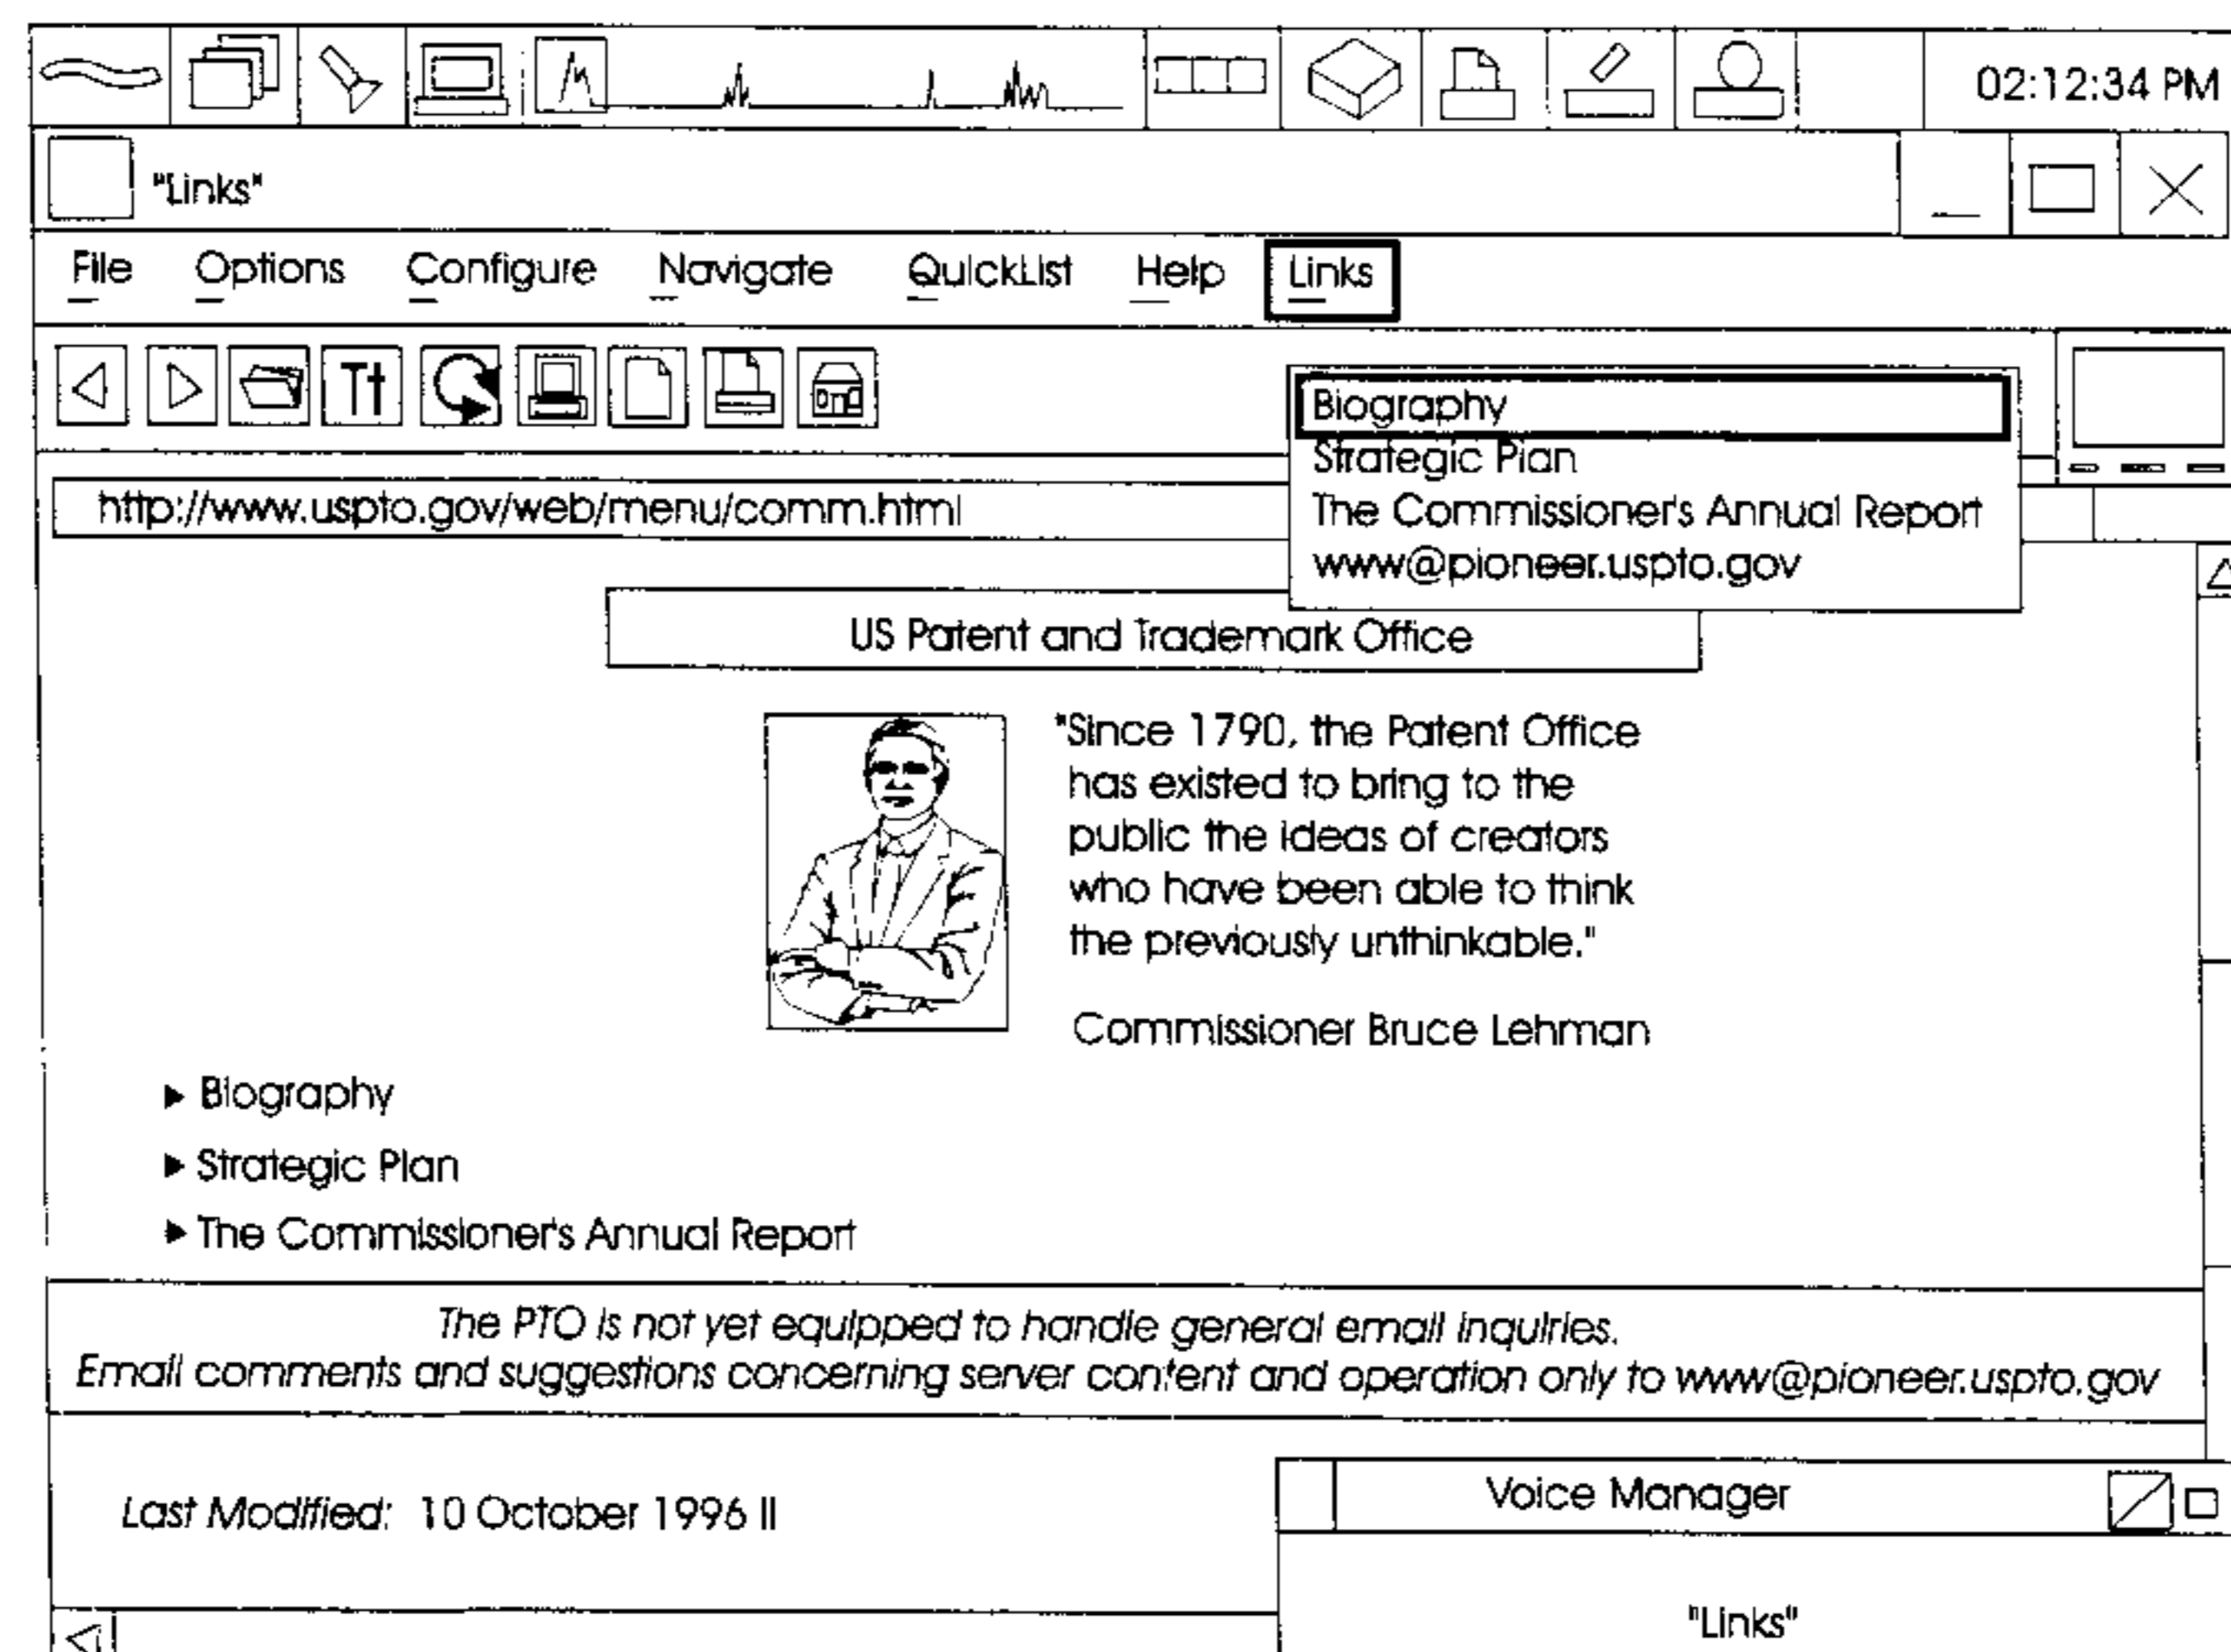 02:12:34 PM
"Links"
File Options Configure Navigate QuickList Help Links
Tt
Biography
Strategic Plan
The Commissioner's Annual Report
www@pioneer.uspto.gov
http://www.uspto.gov/web/menu/comm.html
US Patent and Trademark Office
"Since 1790, the Patent Office
has existed to bring to the
public the ideas of creators
who have been able to think
the previously unthinkable."
Commissioner Bruce Lehman
Biography
Strategic Plan
The Commissioner's Annual Report
The PTO is not yet equipped to handle general email inquiries.
Email comments and suggestions concerning server content and operation only to www@pioneer.uspto.gov
Last Modified: 10 October 1996 II
Voice Manager
"Links"